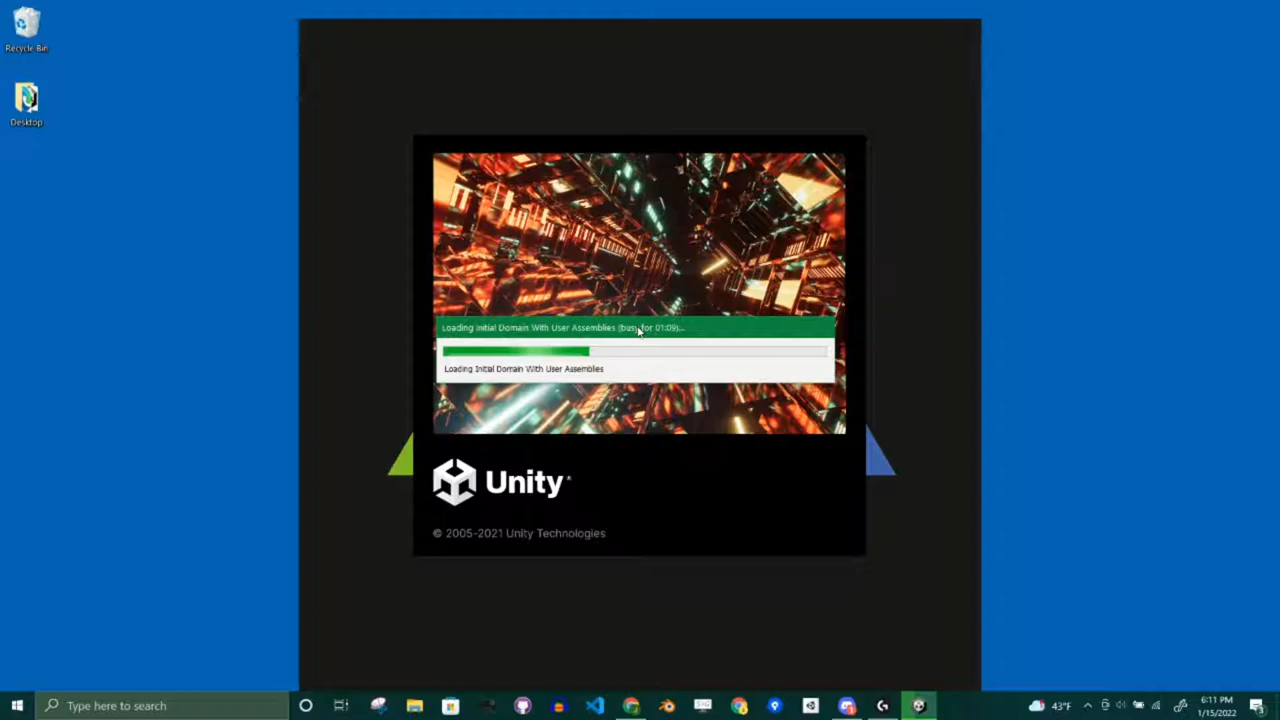 Recycle Bin
Desktop
Loading Initial Domain With User Assemblies (busy for 01:09)...
Loading Initial Domain With User Assemblies
Unity
© 2005-2021 Unity Technologies
Type here to search
43°F
6:11 PM
1/15/2022